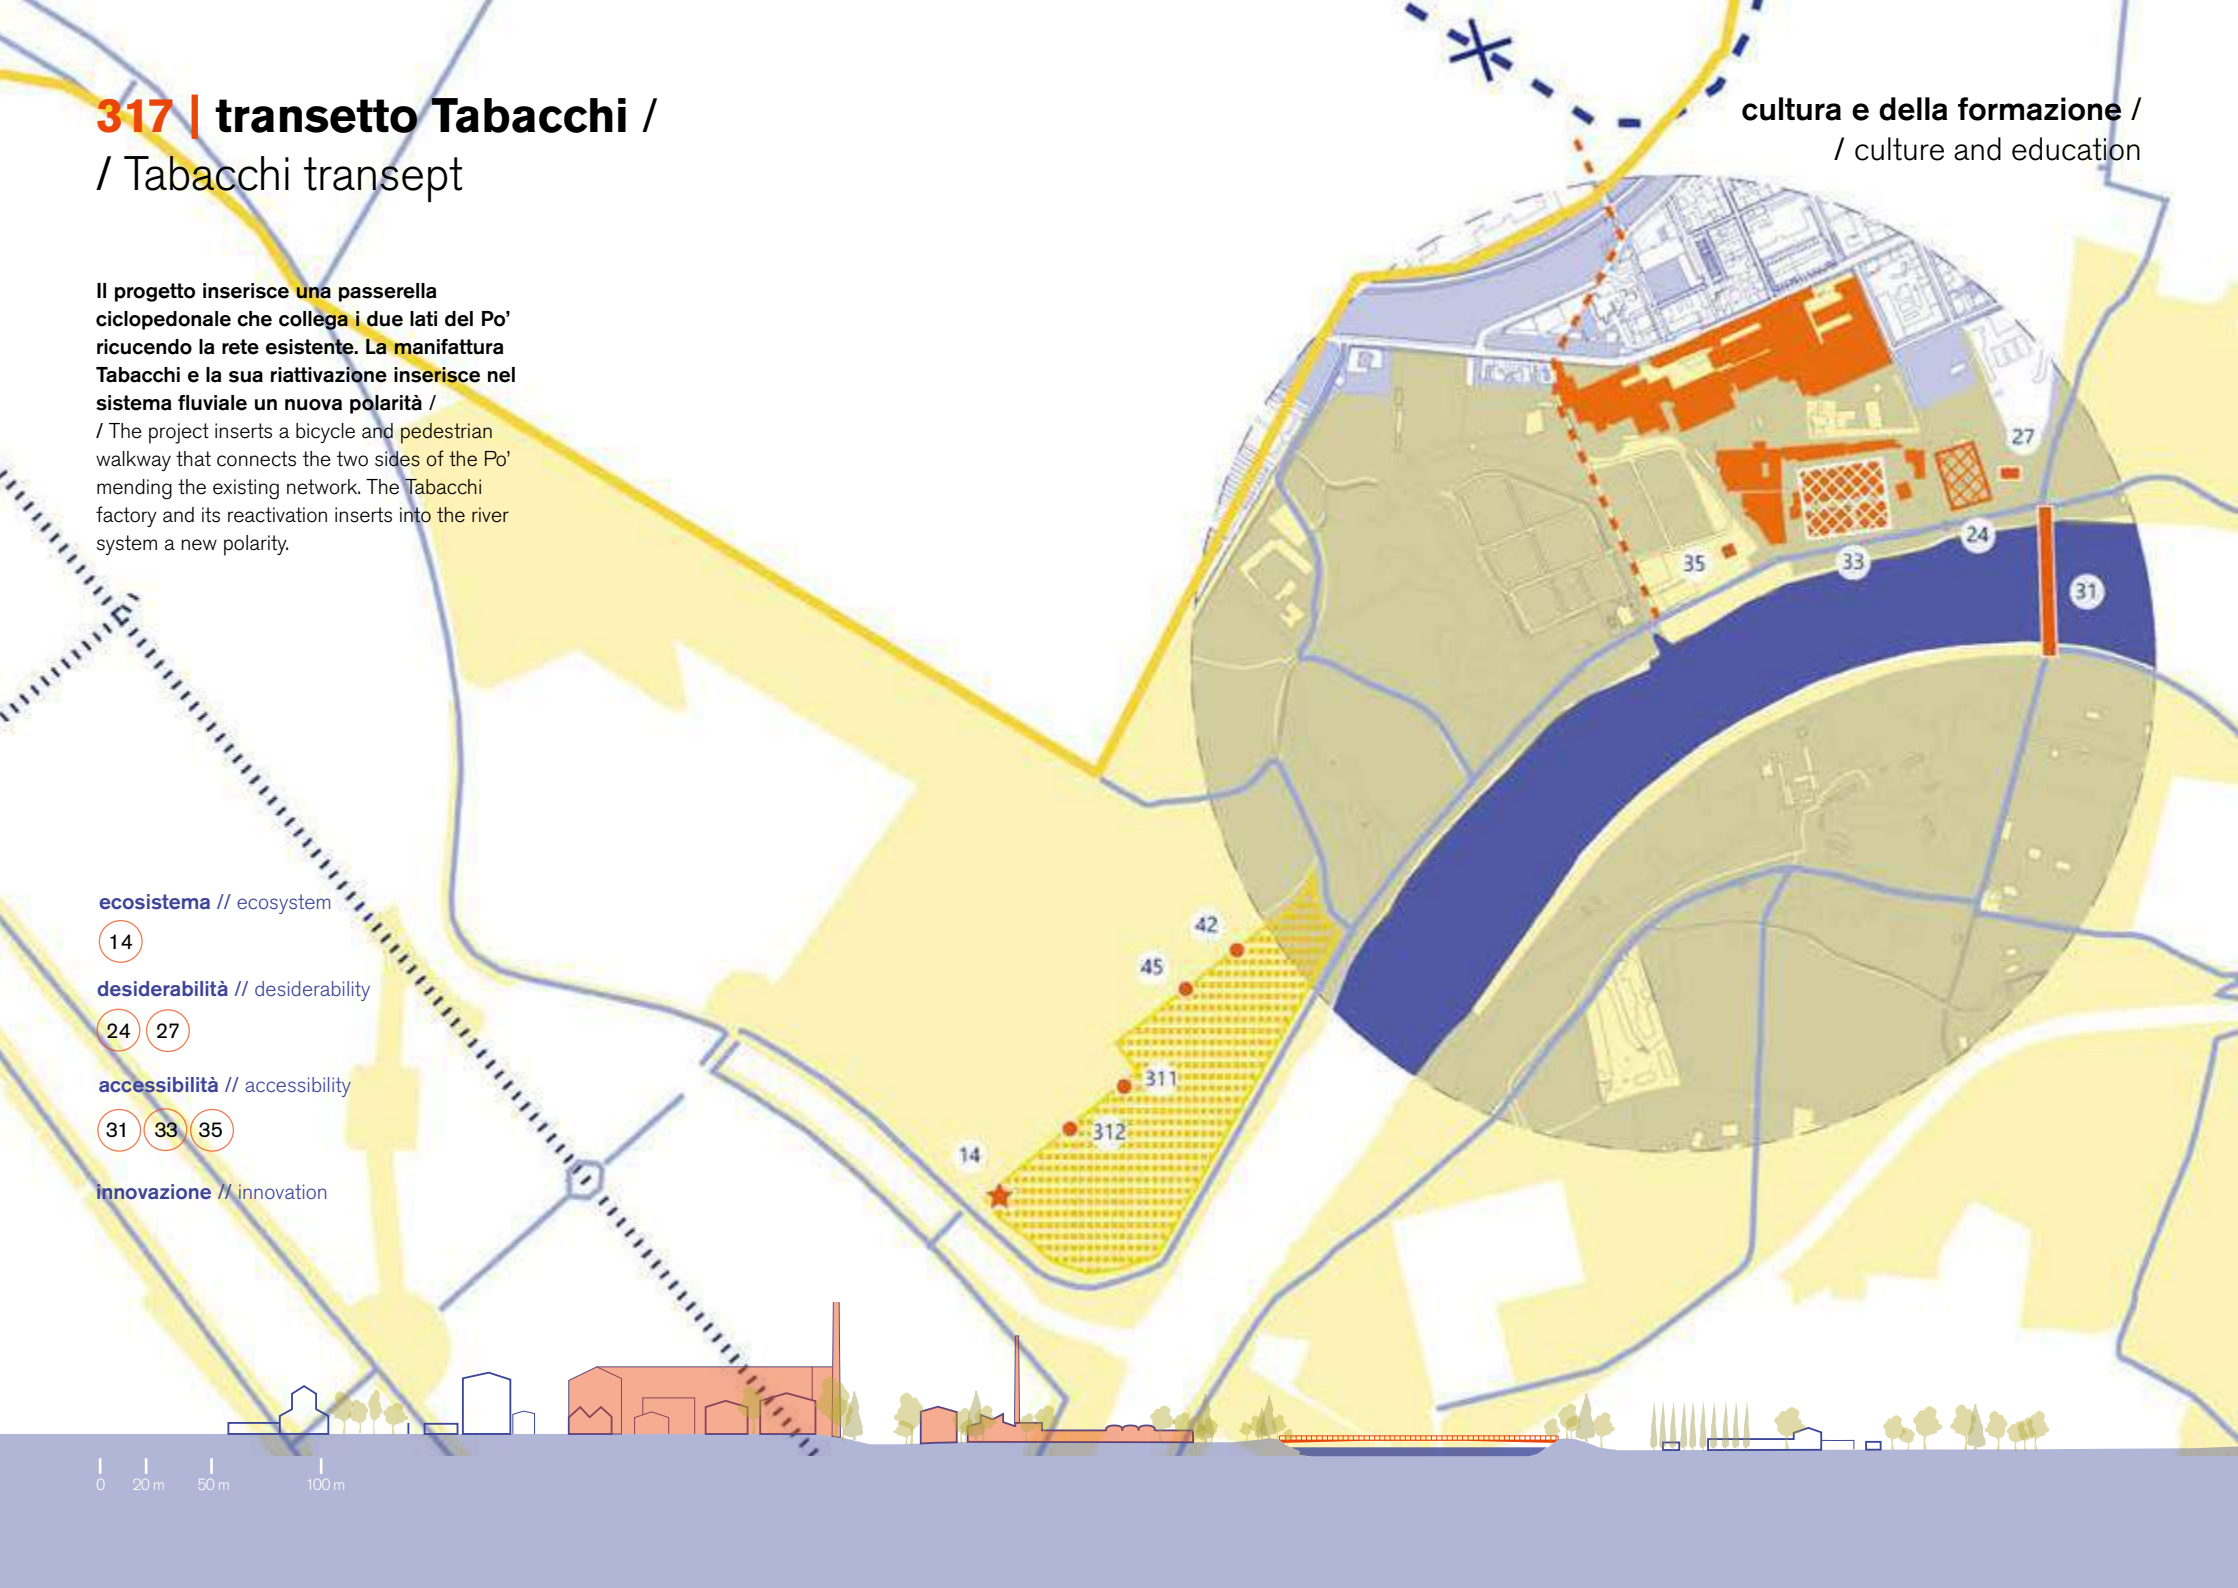 317 | transetto Tabacchi /
/ Tabacchi transept
cultura e della formazione /
/ culture and education
Il progetto inserisce una passerella
ciclopedonale che collega i due lati del Po’
ricucendo la rete esistente. La manifattura
Tabacchi e la sua riattivazione inserisce nel
sistema fluviale un nuova polarità /
/ The project inserts a bicycle and pedestrian
walkway that connects the two sides of the Po’
mending the existing network. The Tabacchi
factory and its reactivation inserts into the river
system a new polarity.
27
24
35
33
31
42
45
311
312
14
ecosistema // ecosystem
14
desiderabilità // desiderability
24 27
accessibilità // accessibility
31 33 35
innovazione // innovation
0 20 m 50 m 100 m